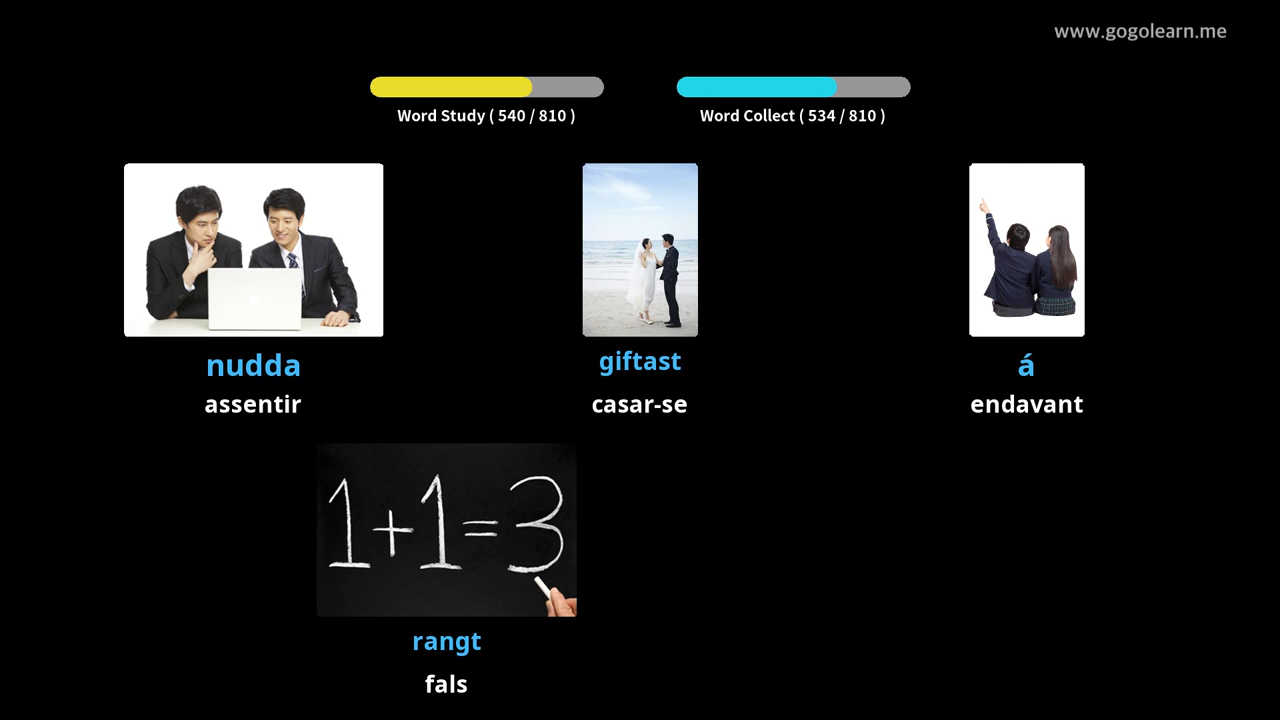 www.gogolearn.me
Word Study ( 540 / 810 )
Word Collect ( 534 / 810 )
nudda
assentir
giftast
casar-se
á
endavant
1+1=3
rangt
fals